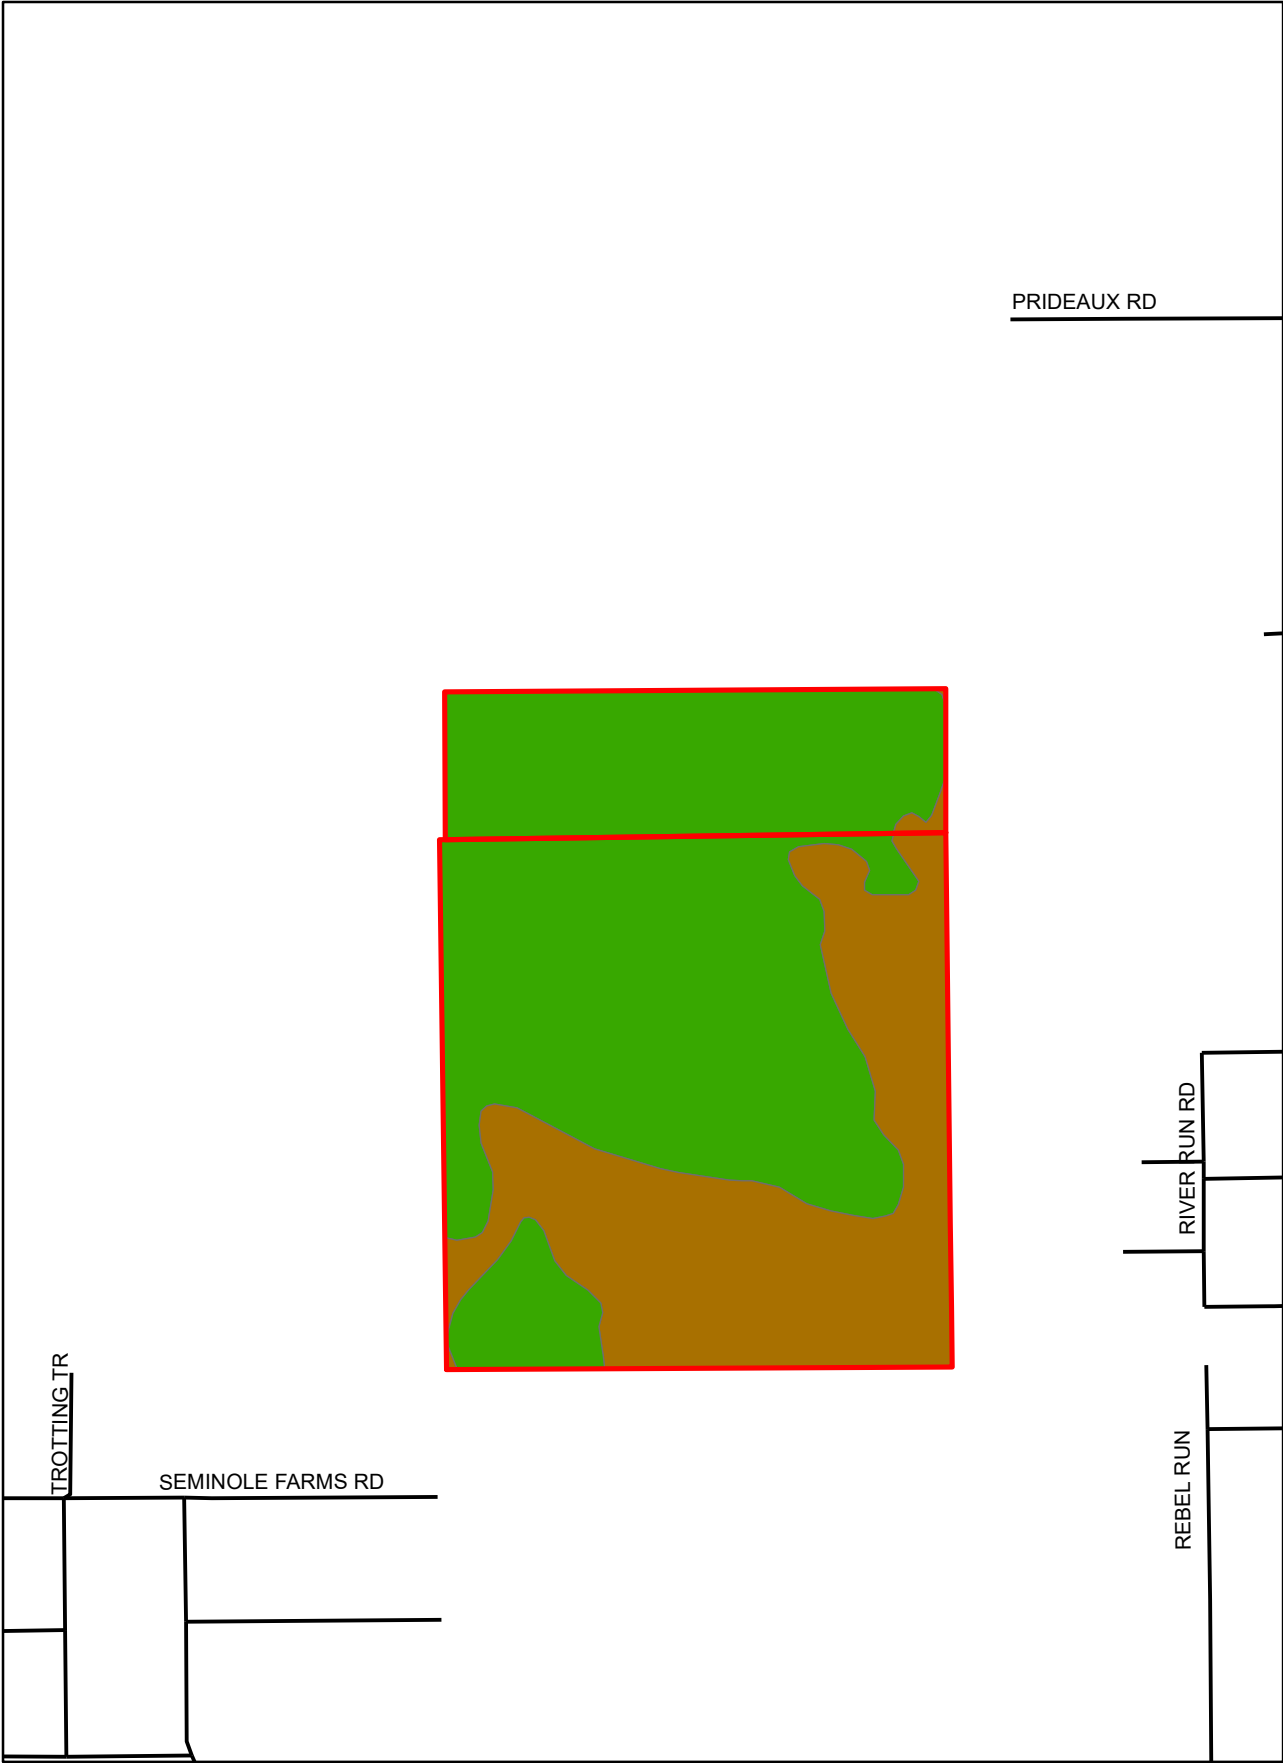 PRIDEAUX RD
RIVER RUN RD
TROTTING TR
SEMINOLE FARMS RD
REBEL RUN